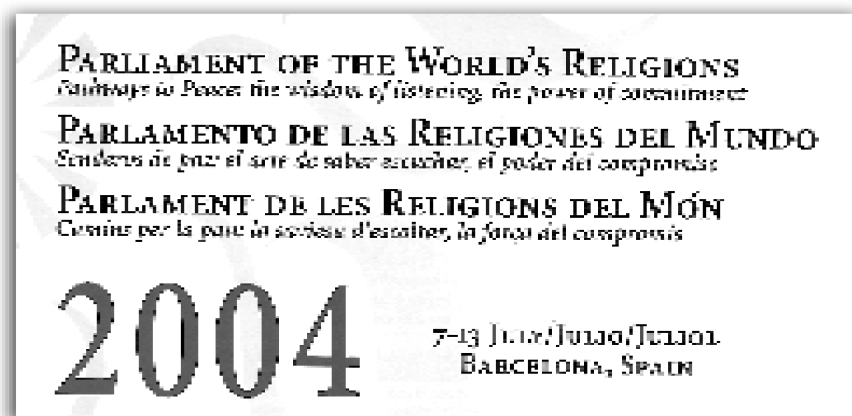 PARLIAMENT OF THE WORLD'S RELIGIONS
Pathways to Peace: the wisdom of listening, the power of commitment
PARLAMENTO DE LAS RELIGIONES DEL MUNDO
Senderos de paz: el arte de saber escuchar, el poder del compromiso
PARLAMENT DE LES RELIGIONS DEL MÓN
Camins per la pau: la saviesa d'escoltar, la força del compromís
2004
7-13 JULY/JULIO/JULIOL
BARCELONA, SPAIN